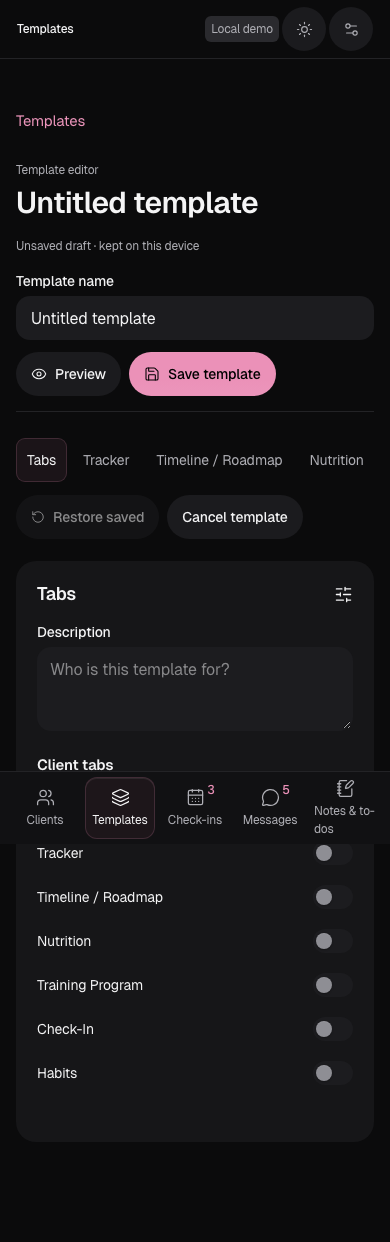 Templates
Local demo
Templates
Template editor
Untitled template
Unsaved draft · kept on this device
Template name
Untitled template
Preview
Save template
Tabs
Tracker
Timeline / Roadmap
Nutrition
Restore saved
Cancel template
Tabs
Description
Who is this template for?
Client tabs
Clients
Templates
3
Check-ins
5
Messages
Notes & to-
dos
Tracker
Timeline / Roadmap
Nutrition
Training Program
Check-In
Habits